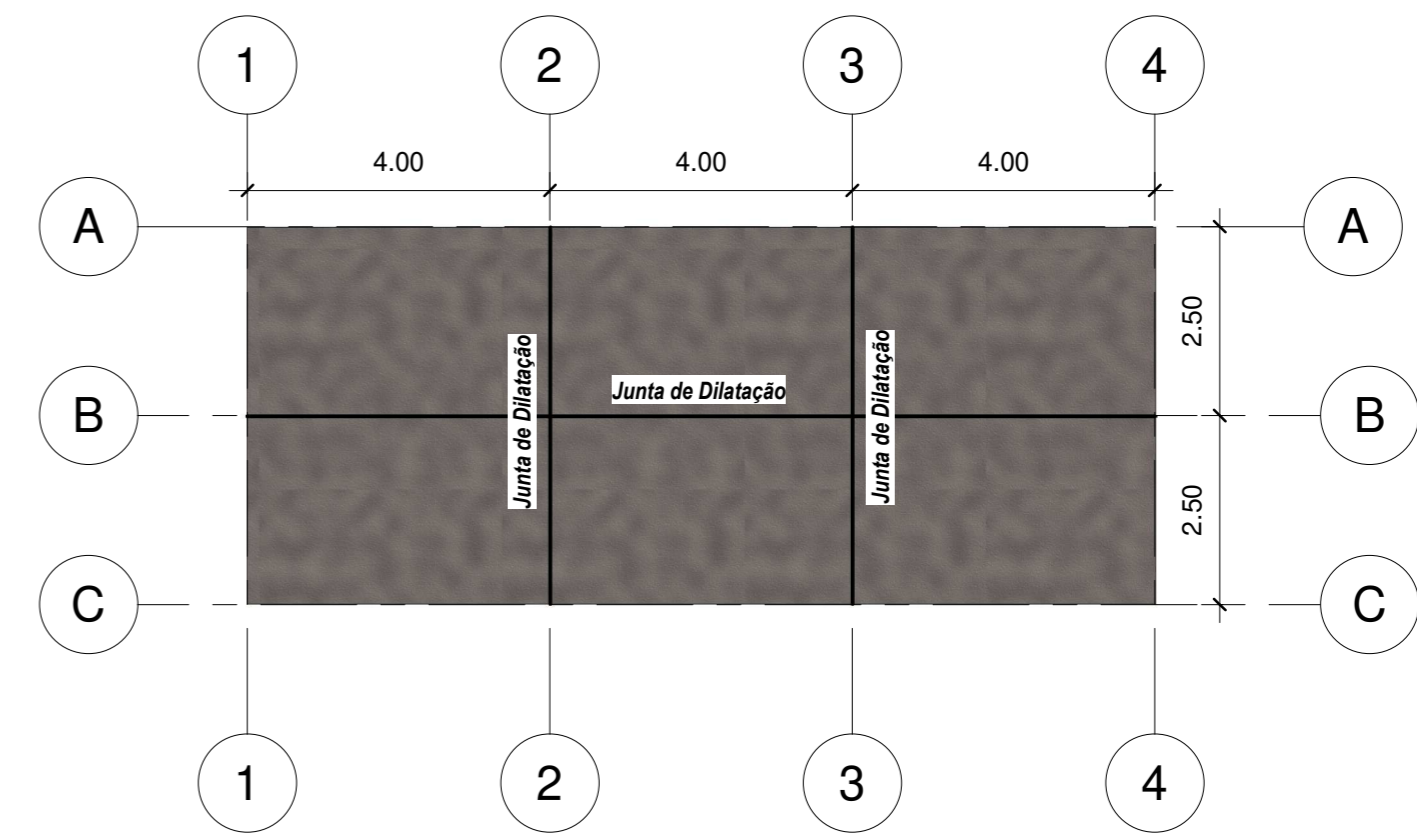 1 2 3 4
4.00 4.00 4.00
A A
2.50
Junta de Dilatação
Junta de Dilatação
Junta de Dilatação
B B
2.50
C C
1 2 3 4